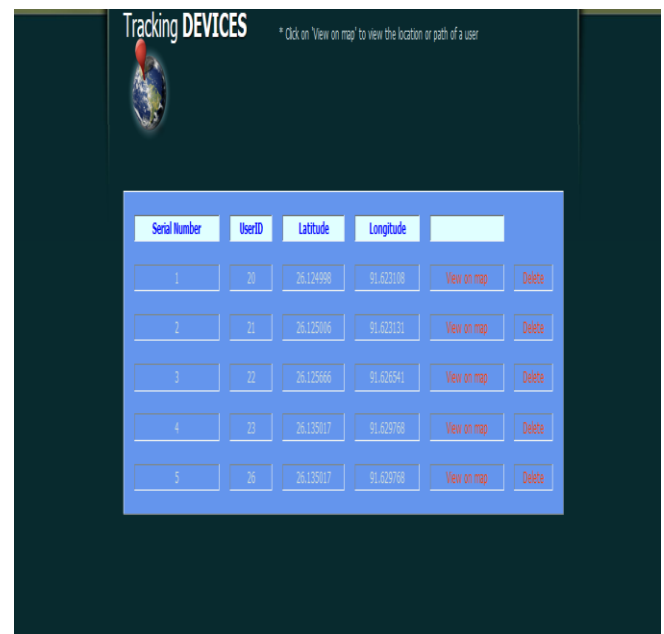 Tracking DEVICES
* Click on 'View on map' to view the location or path of a user
Serial Number UserID Latitude Longitude
1 20 26.124998 91.623108 View on map Delete
2 21 26.125006 91.623131 View on map Delete
3 22 26.125666 91.626541 View on map Delete
4 23 26.135017 91.629768 View on map Delete
5 26 26.135017 91.629768 View on map Delete